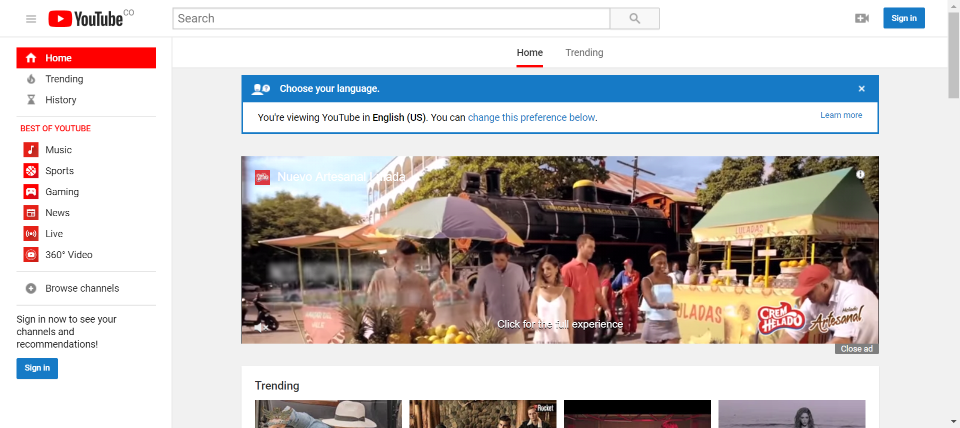 YouTube CO
Search
Sign in
Home
Trending
History
BEST OF YOUTUBE
Music
Sports
Gaming
News
Live
360° Video
Browse channels
Sign in now to see your
channels and
recommendations!
Sign in
Home Trending
Choose your language.
You're viewing YouTube in English (US). You can change this preference below.
Learn more
Nuevo Artesanal Lulada
LULADAS
LULADAS
CREM
HELADO
Artesanal
Click for the full experience
Close ad
Trending
Rocket